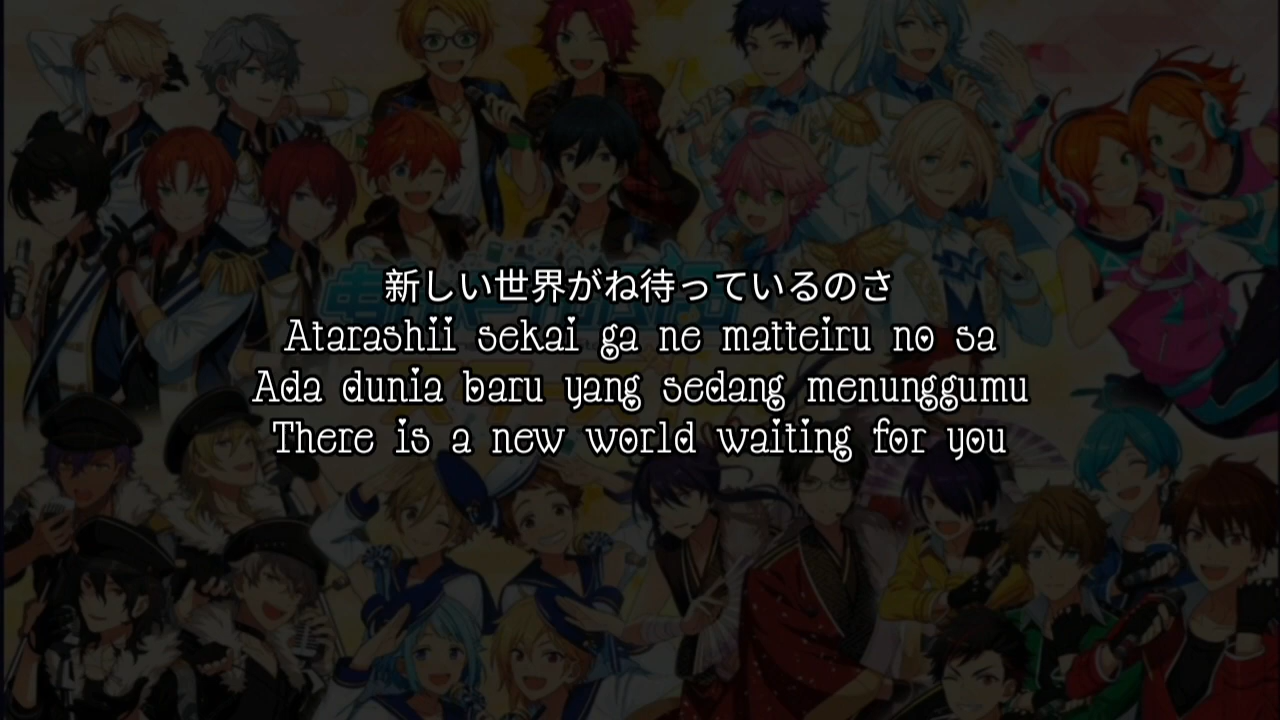 新しい世界がね待っているのさ
Atarashii sekai ga ne matteiru no sa
Ada dunia baru yang sedang menunggumu
There is a new world waiting for you